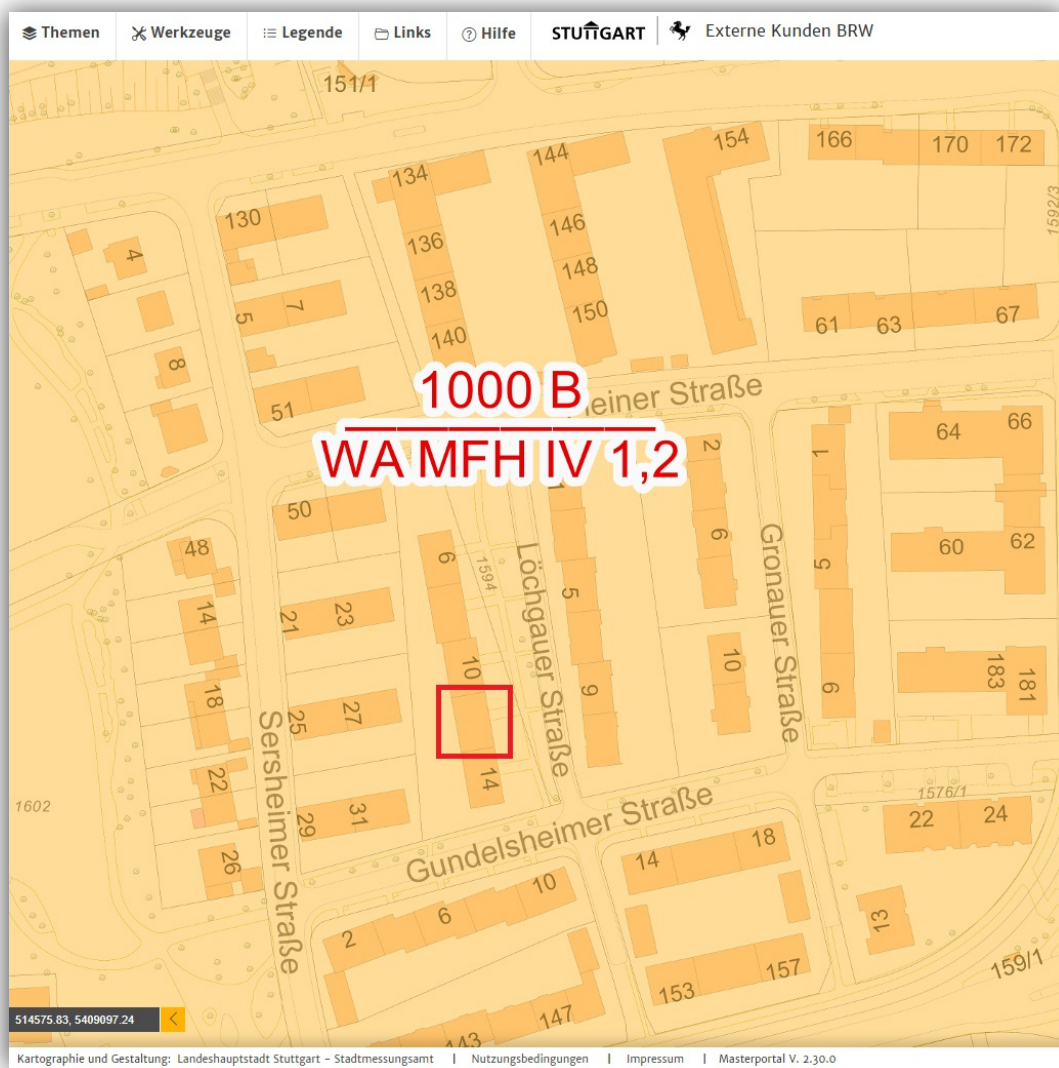 Themen Werkzeuge Legende Links Hilfe STUTTGART Externe Kunden BRW
151/1
134 144 154 166 170 172
130 136 146 1592/3
4 148
138 150
5 7 140 61 63 67
8
51
1000 B
einer Straße
WA MFH IV 1,2
2 1 64 66
50 1
48 6 1594 6 60 62
14 21 23 5 5
Löchgauer Straße
Gronauer Straße
18 25 27 10 9 10 9 183 181
Sersheimer Straße
22 14
1602 1576/1
29 31 22 24
Gundelsheimer Straße
26 14 18
10
2 6 13
153 157 159/1
143 147
514575.83, 5409097.24 <
Kartographie und Gestaltung: Landeshauptstadt Stuttgart – Stadtmessungsamt | Nutzungsbedingungen | Impressum | Masterportal V. 2.30.0